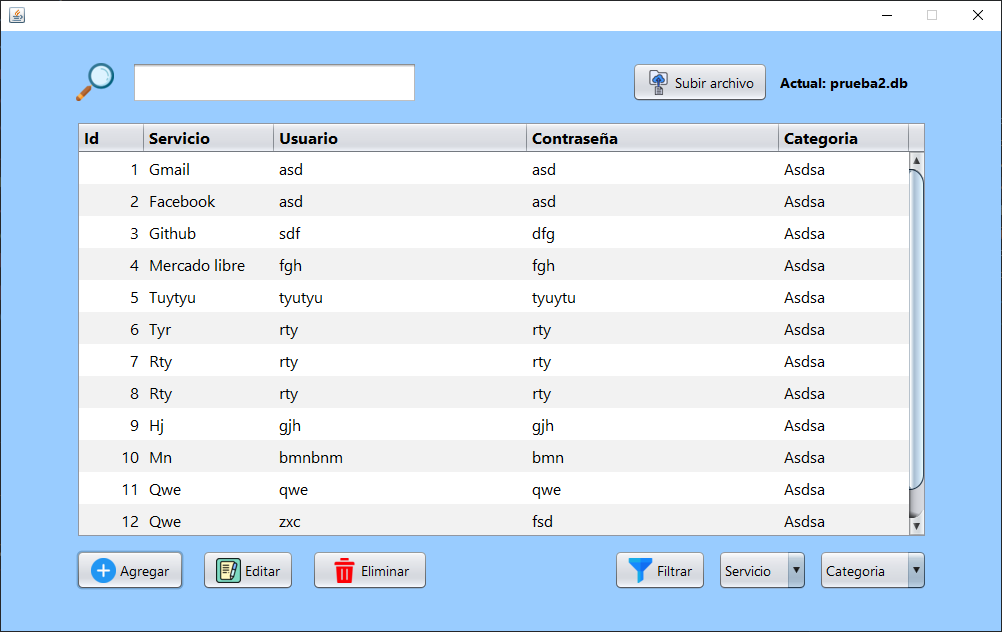 Subir archivo Actual: prueba2.db
Id Servicio Usuario Contraseña Categoria
1 Gmail asd asd Asdsa
2 Facebook asd asd Asdsa
3 Github sdf dfg Asdsa
4 Mercado libre fgh fgh Asdsa
5 Tuytyu tyutyu tyuytu Asdsa
6 Tyr rty rty Asdsa
7 Rty rty rty Asdsa
8 Rty rty rty Asdsa
9 Hj gjh gjh Asdsa
10 Mn bmnbnm bmn Asdsa
11 Qwe qwe qwe Asdsa
12 Qwe zxc fsd Asdsa
Agregar Editar Eliminar Filtrar Servicio Categoria